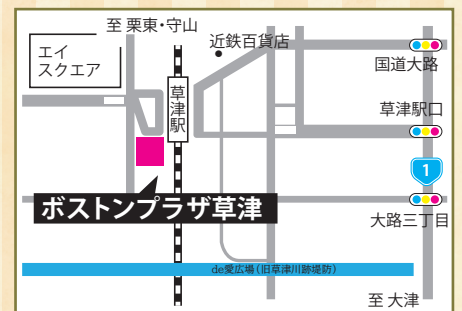 至 栗東・守山
エイ
スクエア
近鉄百貨店
国道大路
草津駅
草津駅口
1
ボストンプラザ草津
大路三丁目
de愛広場（旧草津川跡堤防）
至 大津